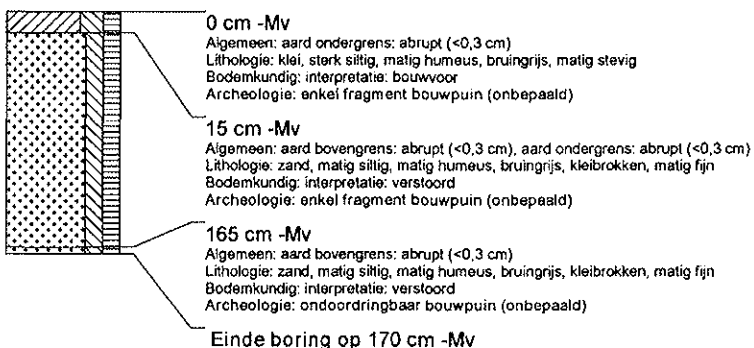 0 cm -Mv
Algemeen: aard ondergrens: abrupt (<0,3 cm)
Lithologie: klei, sterk siltig, matig humeus, bruingrijs, matig stevig
Bodemkundig: interpretatie: bouwvoor
Archeologie: enkel fragment bouwpuin (onbepaald)
15 cm -Mv
Algemeen: aard bovengrens: abrupt (<0,3 cm), aard ondergrens: abrupt (<0,3 cm)
Lithologie: zand, matig siltig, matig humeus, bruingrijs, kleibrokken, matig fijn
Bodemkundig: interpretatie: verstoord
Archeologie: enkel fragment bouwpuin (onbepaald)
165 cm -Mv
Algemeen: aard bovengrens: abrupt (<0,3 cm)
Lithologie: zand, matig siltig, matig humeus, bruingrijs, kleibrokken, matig fijn
Bodemkundig: interpretatie: verstoord
Archeologie: ondoordringbaar bouwpuin (onbepaald)
Einde boring op 170 cm -Mv